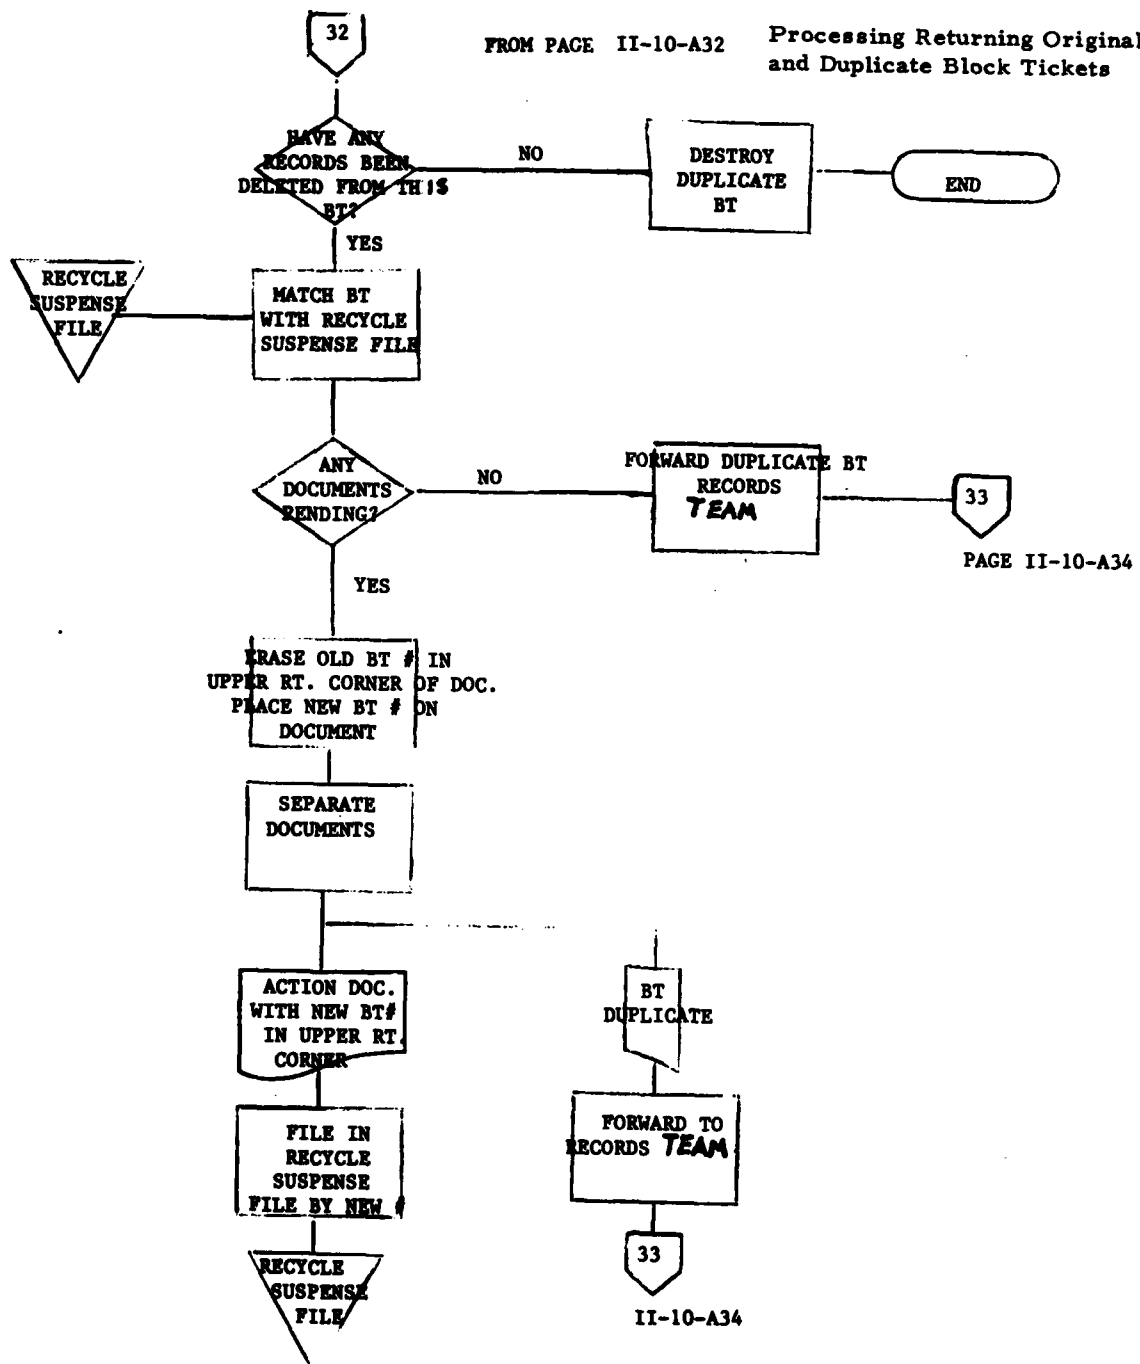 32
FROM PAGE II-10-A32
Processing Returning Original
and Duplicate Block Tickets
HAVE ANY
RECORDS BEEN
DELETED FROM THIS
BT?
NO
DESTROY
DUPLICATE
BT
END
YES
RECYCLE
SUSPENSE
FILE
MATCH BT
WITH RECYCLE
SUSPENSE FILE
ANY
DOCUMENTS
PENDING?
NO
FORWARD DUPLICATE BT
RECORDS
TEAM
33
PAGE II-10-A34
YES
ERASE OLD BT # IN
UPPER RT. CORNER OF DOC.
PLACE NEW BT # ON
DOCUMENT
SEPARATE
DOCUMENTS
ACTION DOC.
WITH NEW BT#
IN UPPER RT.
CORNER
BT
DUPLICATE
FILE IN
RECYCLE
SUSPENSE
FILE BY NEW #
FORWARD TO
RECORDS TEAM
RECYCLE
SUSPENSE
FILE
33
II-10-A34